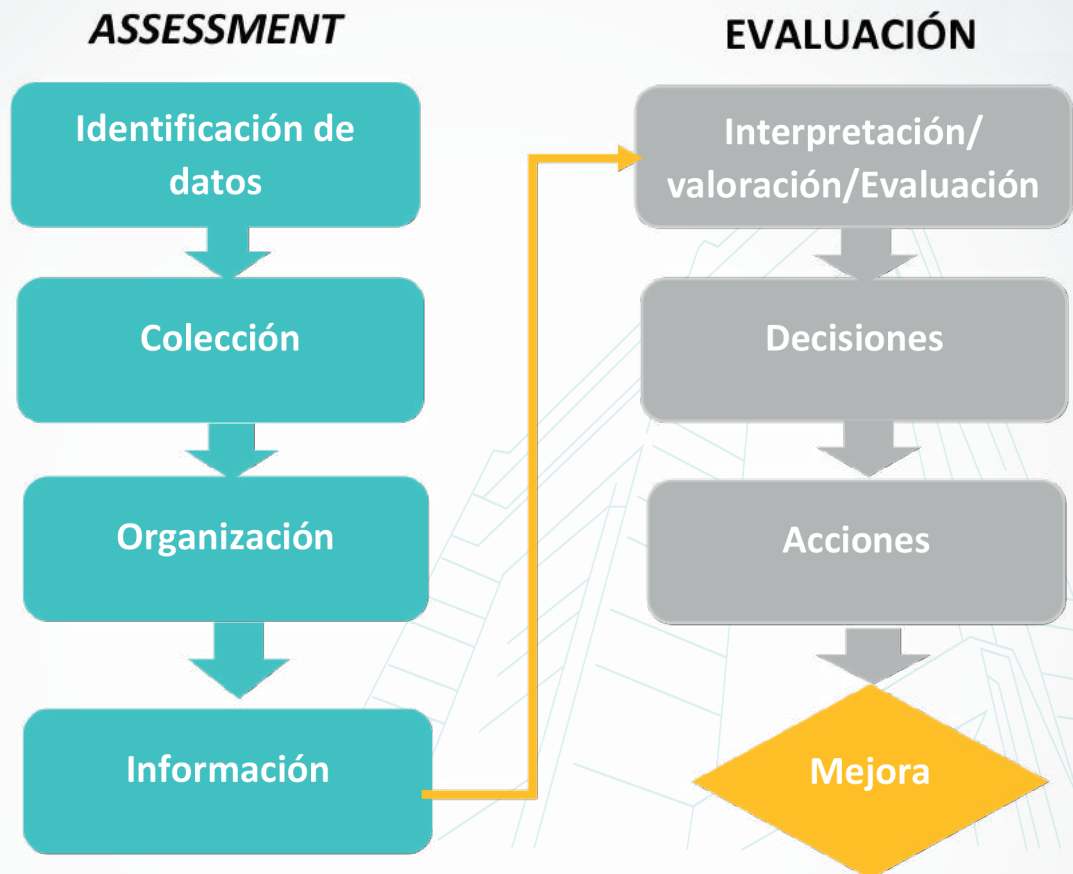 ASSESSMENT
Identificación de
datos
Colección
Organización
Información
EVALUACIÓN
Interpretación/
valoración/Evaluación
Decisiones
Acciones
Mejora